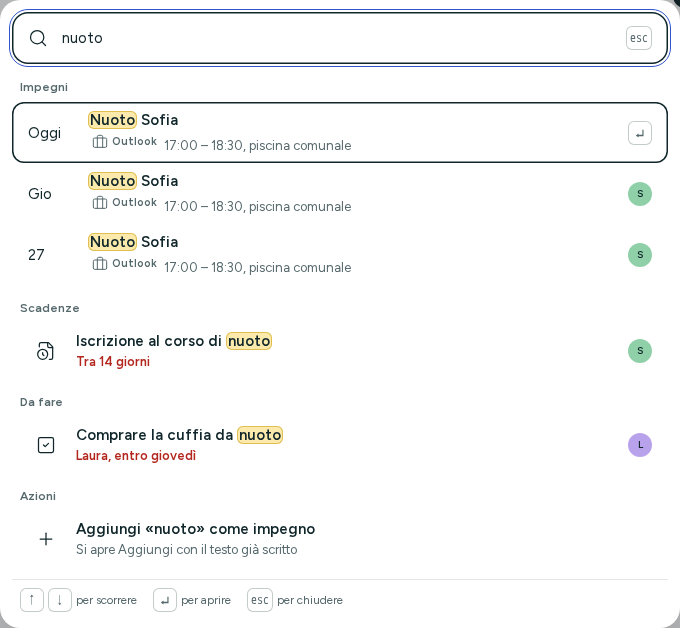 nuoto esc
Impegni
Oggi Nuoto Sofia
Outlook 17:00 – 18:30, piscina comunale ↵
Gio Nuoto Sofia
Outlook 17:00 – 18:30, piscina comunale S
27 Nuoto Sofia
Outlook 17:00 – 18:30, piscina comunale S
Scadenze
Iscrizione al corso di nuoto
Tra 14 giorni S
Da fare
Comprare la cuffia da nuoto
Laura, entro giovedì L
Azioni
Aggiungi «nuoto» come impegno
Si apre Aggiungi con il testo già scritto
↑ ↓ per scorrere ↵ per aprire esc per chiudere